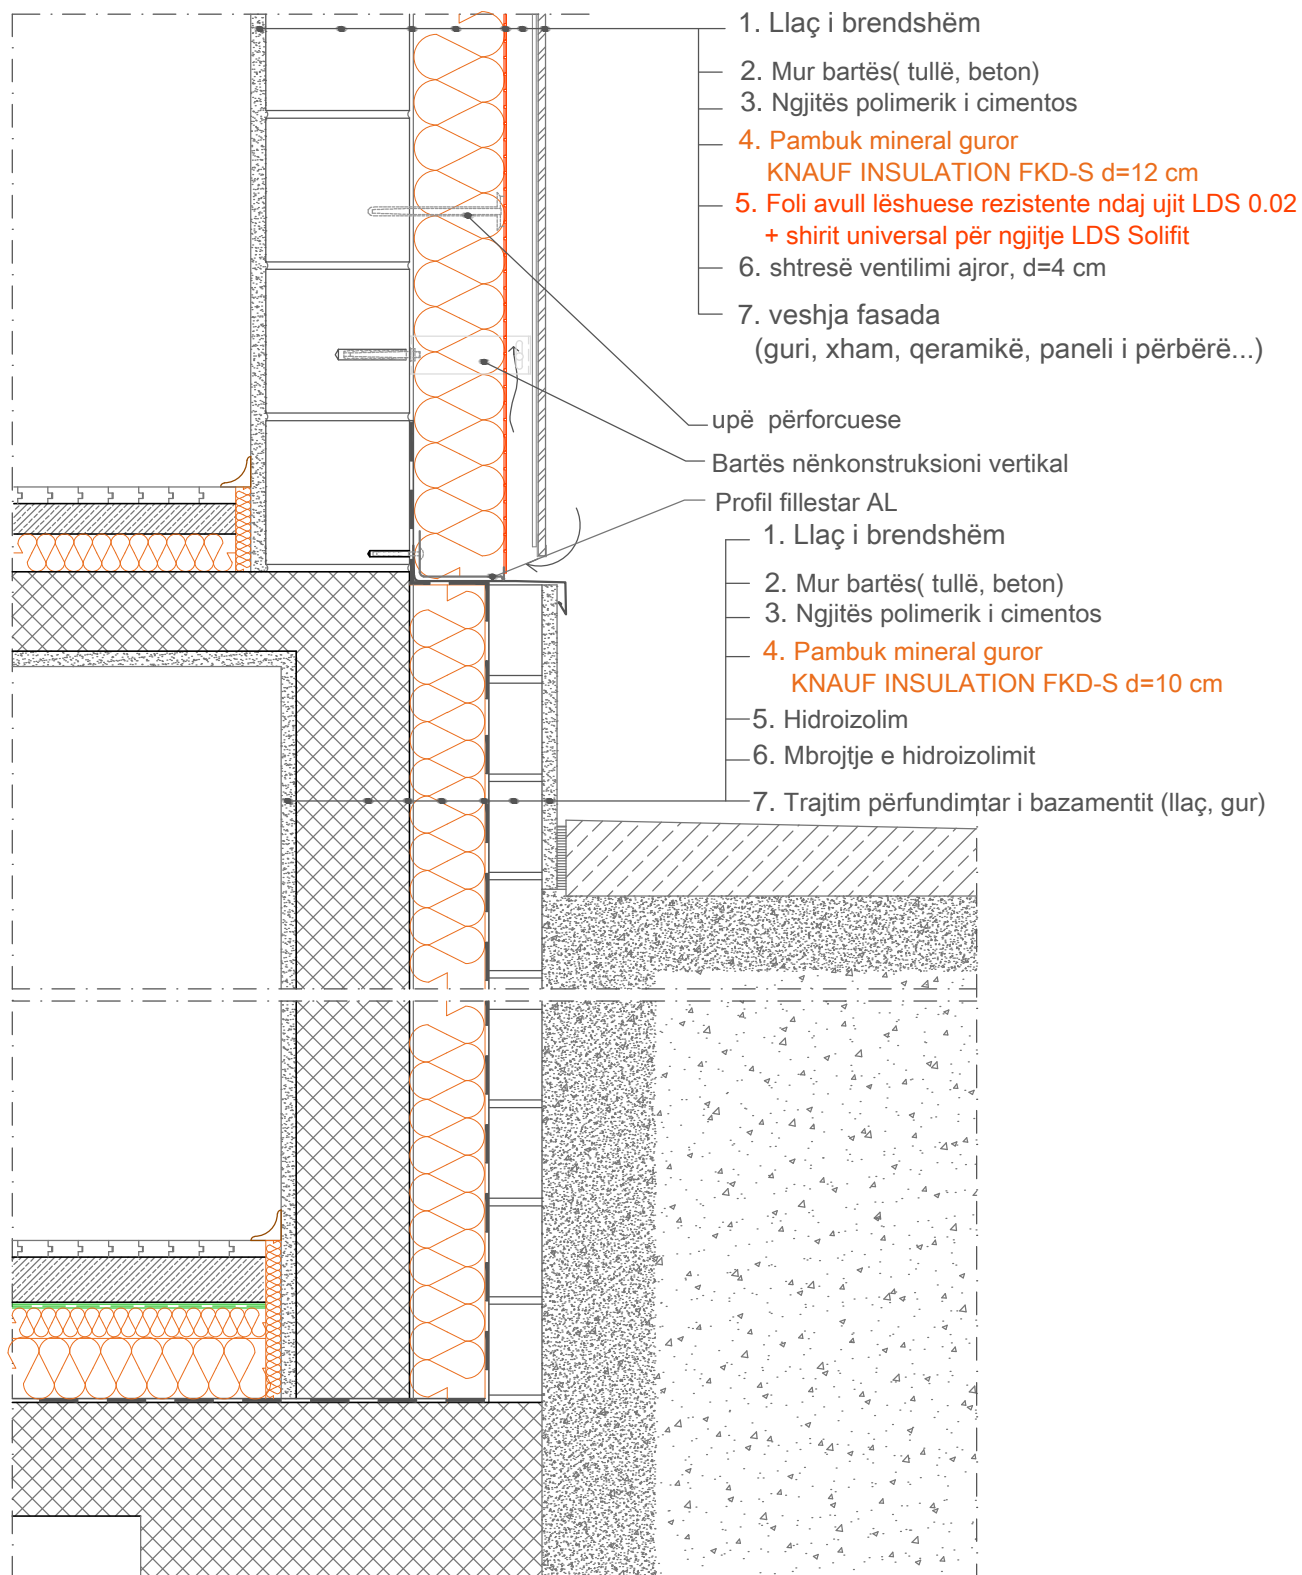 1. Llaç i brendshëm
2. Mur bartës( tullë, beton)
3. Ngjitës polimerik i cimentos
4. Pambuk mineral guror
KNAUF INSULATION FKD-S d=12 cm
5. Foli avull lëshuese rezistente ndaj ujit LDS 0.02
+ shirit universal për ngjitje LDS Solifit
6. shtresë ventilimi ajror, d=4 cm
7. veshja fasada
(guri, xham, qeramikë, paneli i përbërë...)
upë përforcuese
Bartës nënkonstruksioni vertikal
Profil fillestar AL
1. Llaç i brendshëm
2. Mur bartës( tullë, beton)
3. Ngjitës polimerik i cimentos
4. Pambuk mineral guror
KNAUF INSULATION FKD-S d=10 cm
5. Hidroizolim
6. Mbrojtje e hidroizolimit
7. Trajtim përfundimtar i bazamentit (llaç, gur)